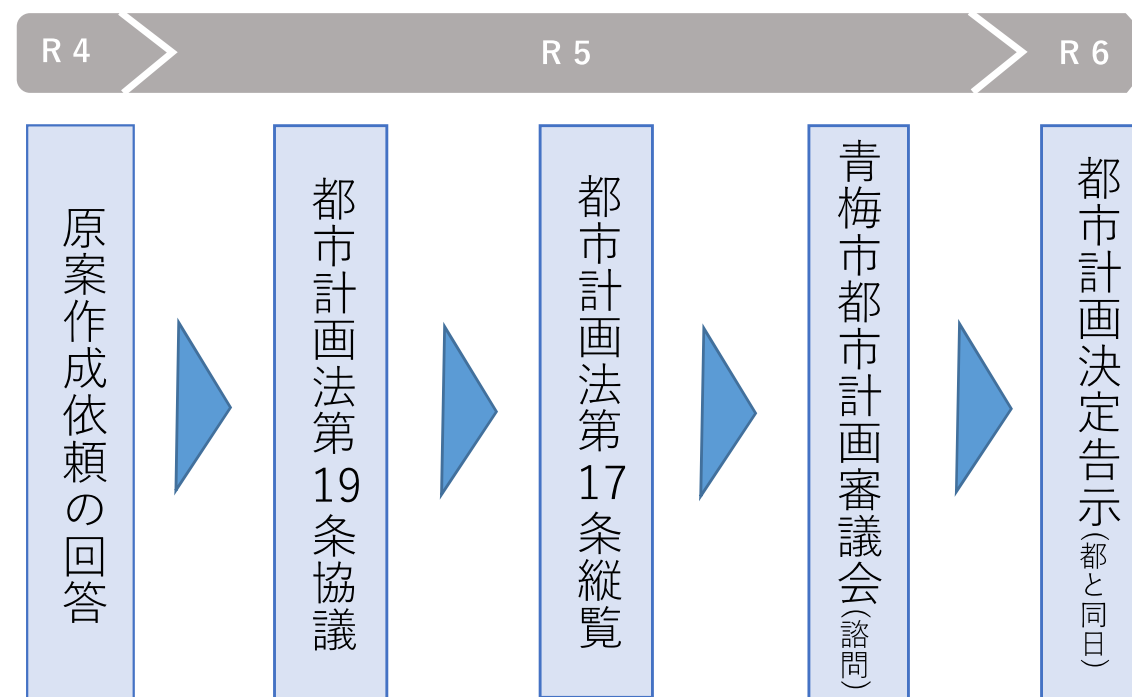 R4
R5
R6
原案作成依頼の回答
都市計画法第19条協議
都市計画法第17条縦覧
青梅市都市計画審議会(諮問)
都市計画決定告示(都と同日)